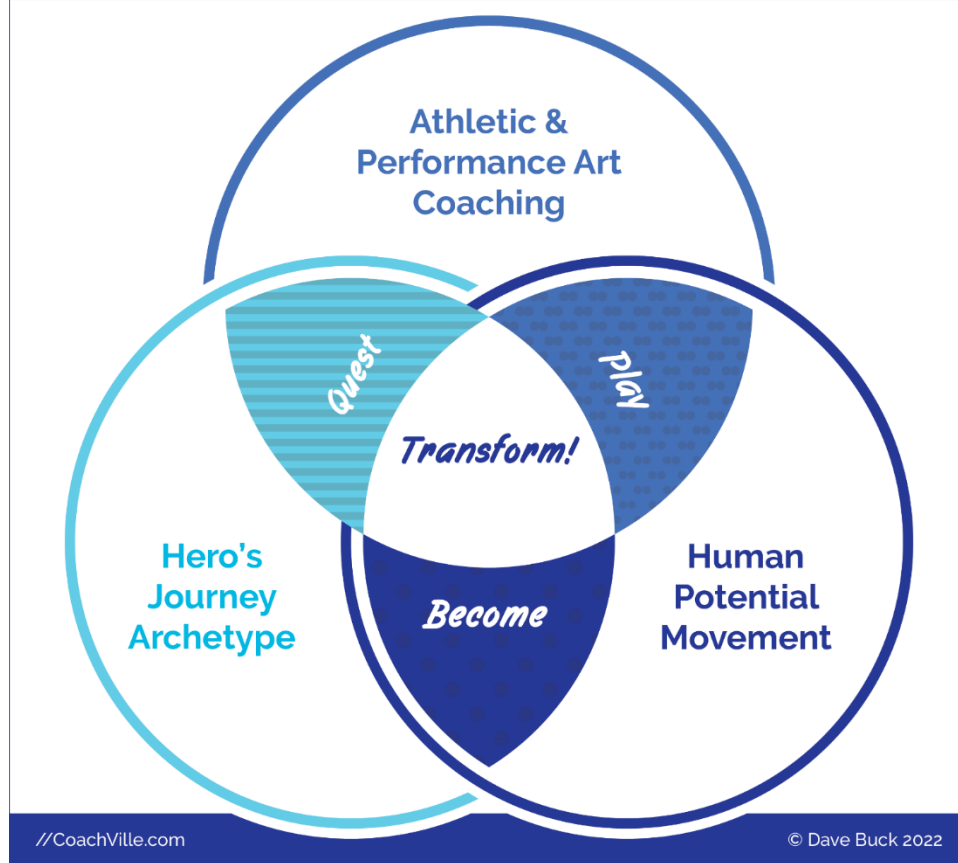 Athletic &
Performance Art
Coaching
Quest
Play
Transform!
Hero's
Journey
Archetype
Human
Potential
Movement
Become
//CoachVille.com
© Dave Buck 2022